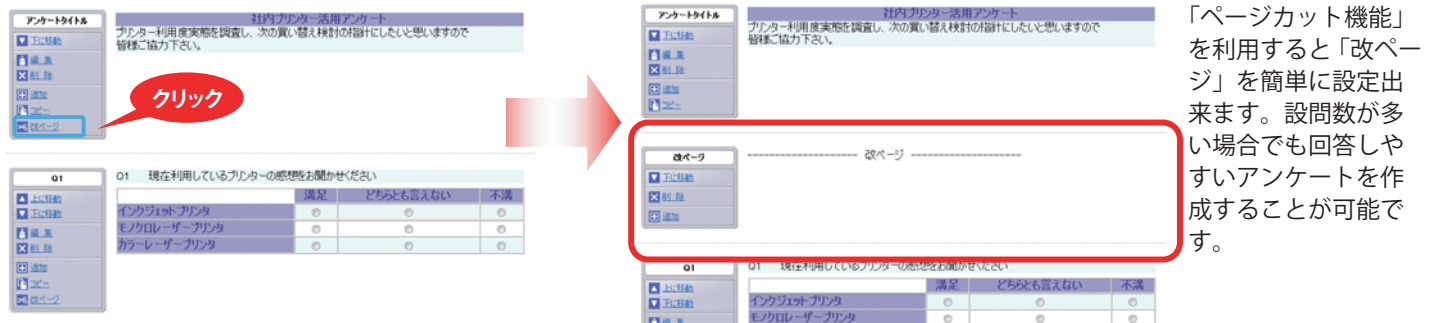 アンケートタイトル
下に移動
編 集
削 除
追加
コピー
改ページ
社内プリンター活用アンケート
プリンター利用度実態を調査し、次の買い替え検討の指針にしたいと思いますので
皆様ご協力下さい。
クリック
Q1
上に移動
下に移動
編 集
削 除
追加
コピー
改ページ
Q1 現在利用しているプリンターの感想をお聞かせください
満足 どちらとも言えない 不満
インクジェットプリンタ
モノクロレーザープリンタ
カラーレーザープリンタ
アンケートタイトル
下に移動
編 集
削 除
追加
コピー
社内プリンター活用アンケート
プリンター利用度実態を調査し、次の買い替え検討の指針にしたいと思いますので
皆様ご協力下さい。
改ページ
下に移動
削 除
追加
-------------------- 改ページ --------------------
Q1
上に移動
下に移動
編 集
Q1 現在利用しているプリンターの感想をお聞かせください
満足 どちらとも言えない 不満
インクジェットプリンタ
モノクロレーザープリンタ
「ページカット機能」
を利用すると「改ペー
ジ」を簡単に設定出
来ます。設問数が多
い場合でも回答しや
すいアンケートを作
成することが可能で
す。